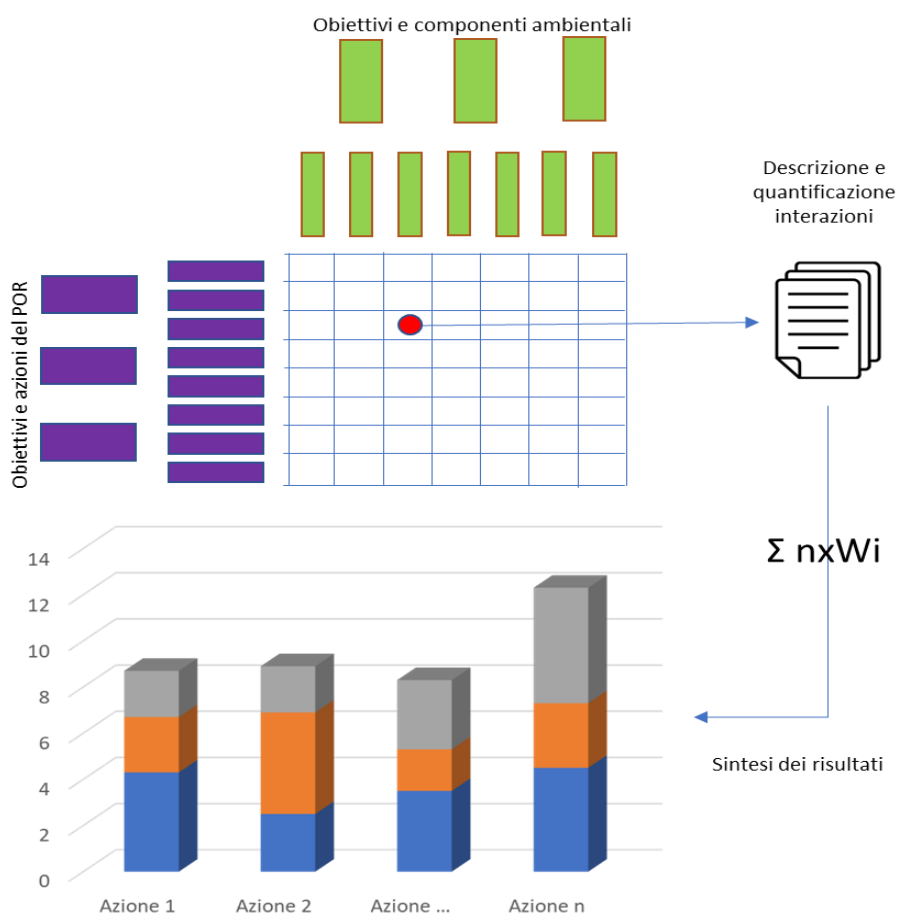 Obiettivi e componenti ambientali
Descrizione e
quantificazione
interazioni
Obiettivi e azioni del POR
Σ nxWi
14
12
10
8
6
4
2
0
Sintesi dei risultati
Azione 1
Azione 2
Azione ...
Azione n